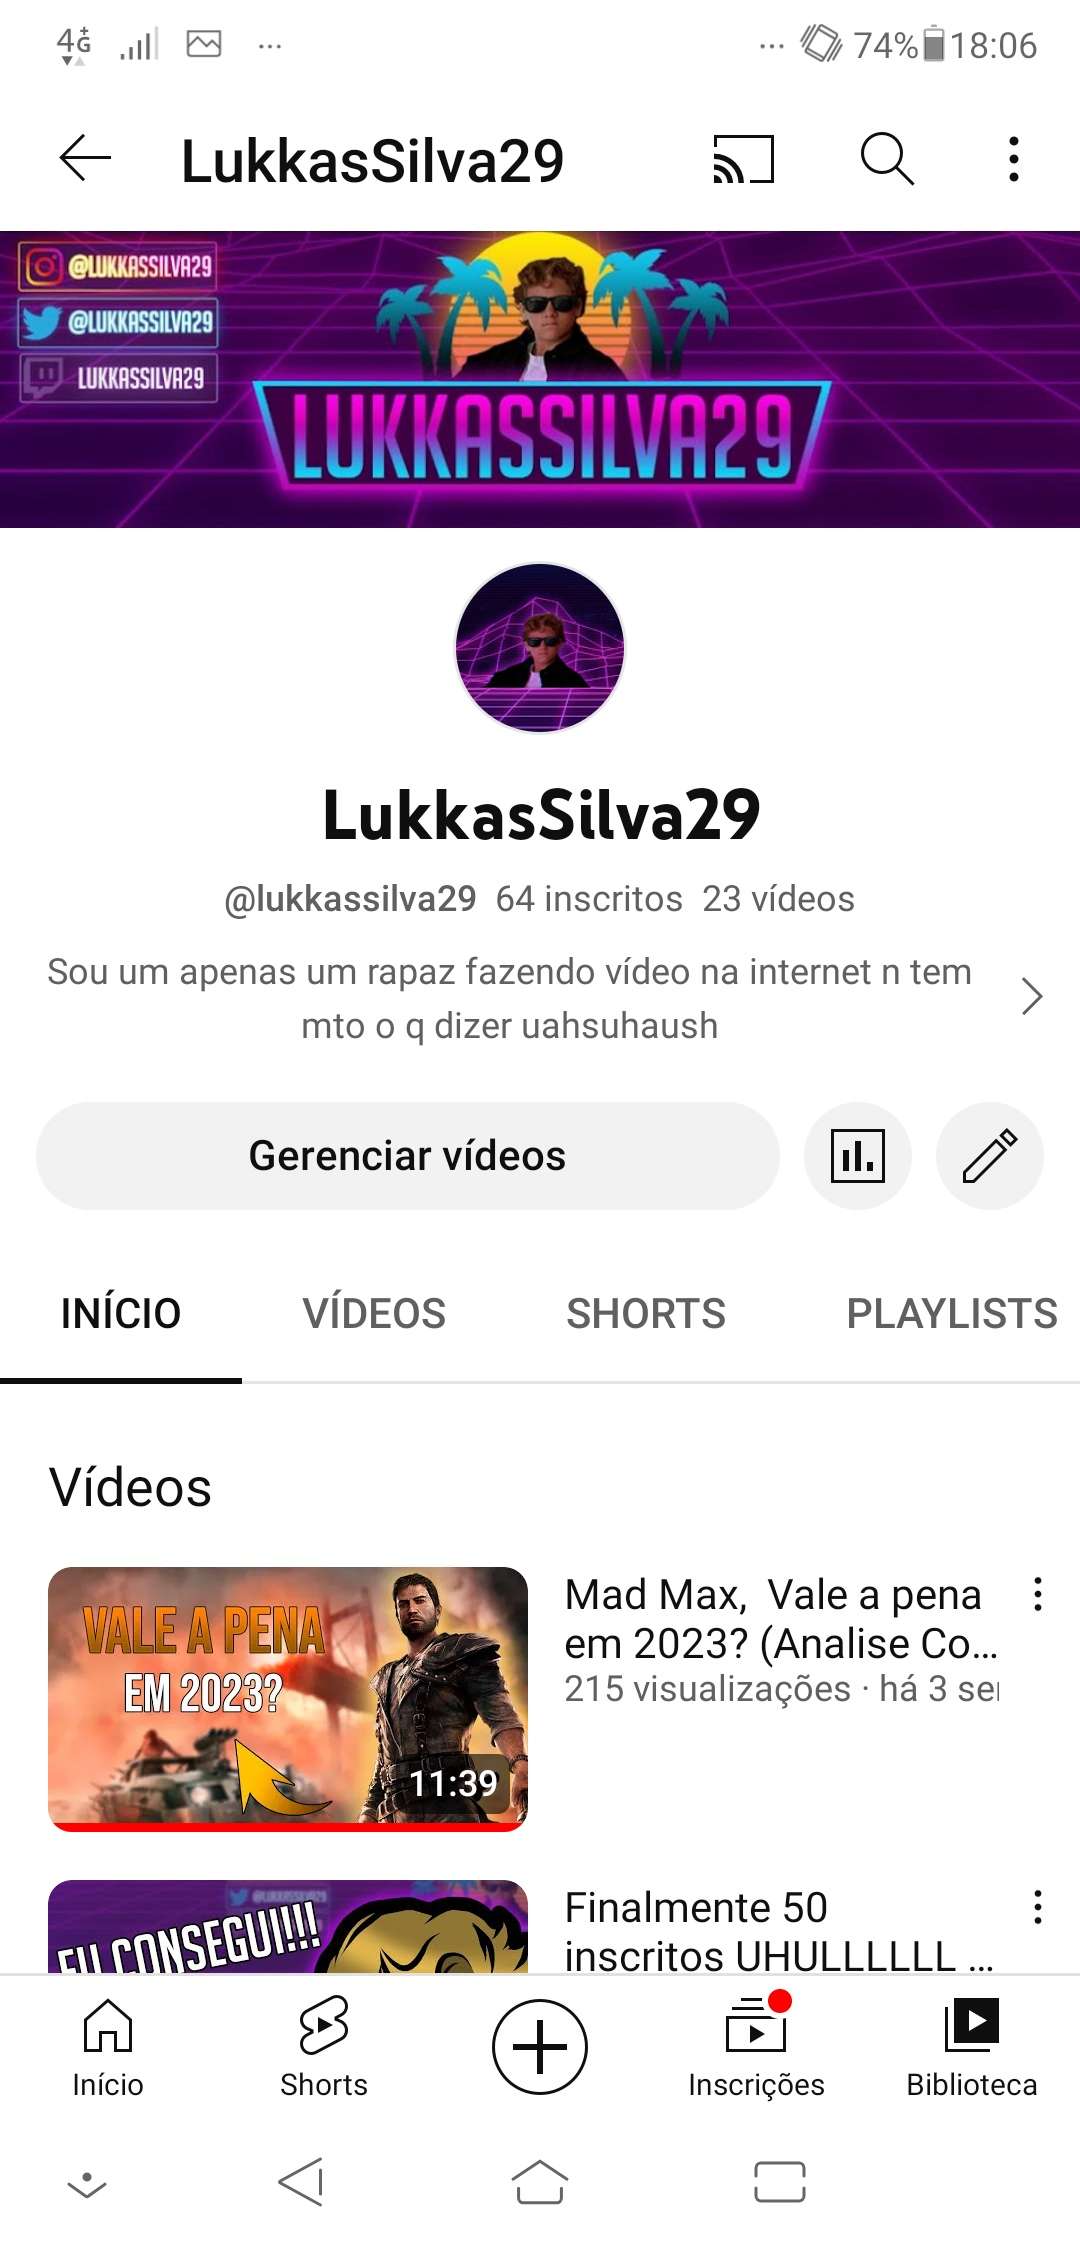 4G+ ... ... 74% 18:06
LukkasSilva29
@LUKKASSILVA29
@LUKKASSILVA29
LUKKASSILVA29
LUKKASSILVA29
LukkasSilva29
@lukkassilva29 64 inscritos 23 vídeos
Sou um apenas um rapaz fazendo vídeo na internet n tem
mto o q dizer uahsuhaush
Gerenciar vídeos
INÍCIO VÍDEOS SHORTS PLAYLISTS
Vídeos
VALE A PENA
EM 2023?
11:39
Mad Max,  Vale a pena
em 2023? (Analise Co...
215 visualizações · há 3 se
@LUKKASSILVA29
EU CONSEGUI!!!
Finalmente 50
inscritos UHULLLLLL ...
Início Shorts Inscrições Biblioteca